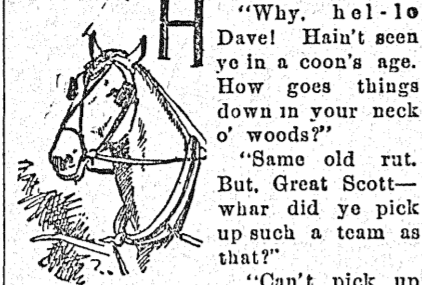 H
"Why, hel-lo
Dave! Hain't seen
ye in a coon's age.
How goes things
down in your neck
o' woods?"
"Same old rut.
But, Great Scott—
whar did ye pick
up such a team as
that?"
"Can't pick up